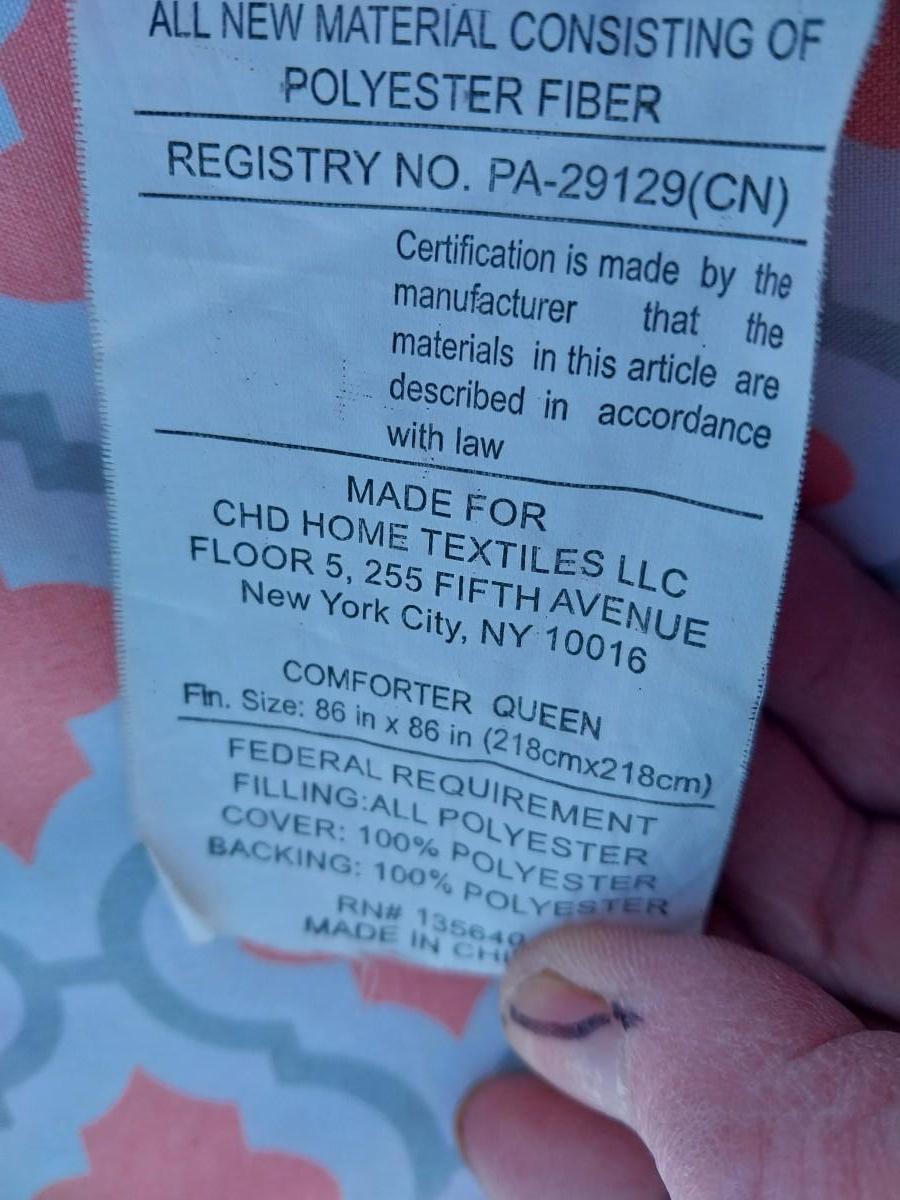 ALL NEW MATERIAL CONSISTING OF
POLYESTER FIBER
REGISTRY NO. PA-29129(CN)
Certification is made by the
manufacturer that the
materials in this article are
described in accordance
with law
MADE FOR
CHD HOME TEXTILES LLC
FLOOR 5, 255 FIFTH AVENUE
New York City, NY 10016
COMFORTER QUEEN
Fin. Size: 86 in x 86 in (218cmx218cm)
FEDERAL REQUIREMENT
FILLING:ALL POLYESTER
COVER: 100% POLYESTER
BACKING: 100% POLYESTER
RN# 135640
MADE IN